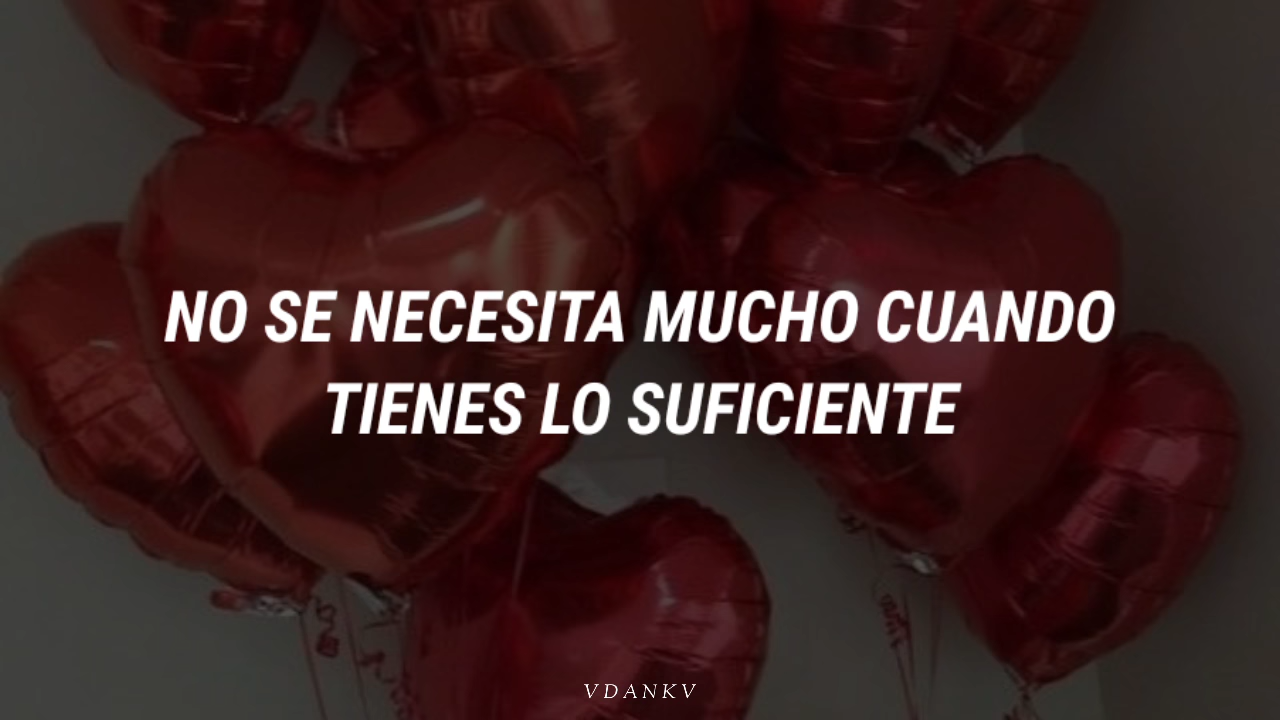 NO SE NECESITA MUCHO CUANDO
TIENES LO SUFICIENTE
VDANKV